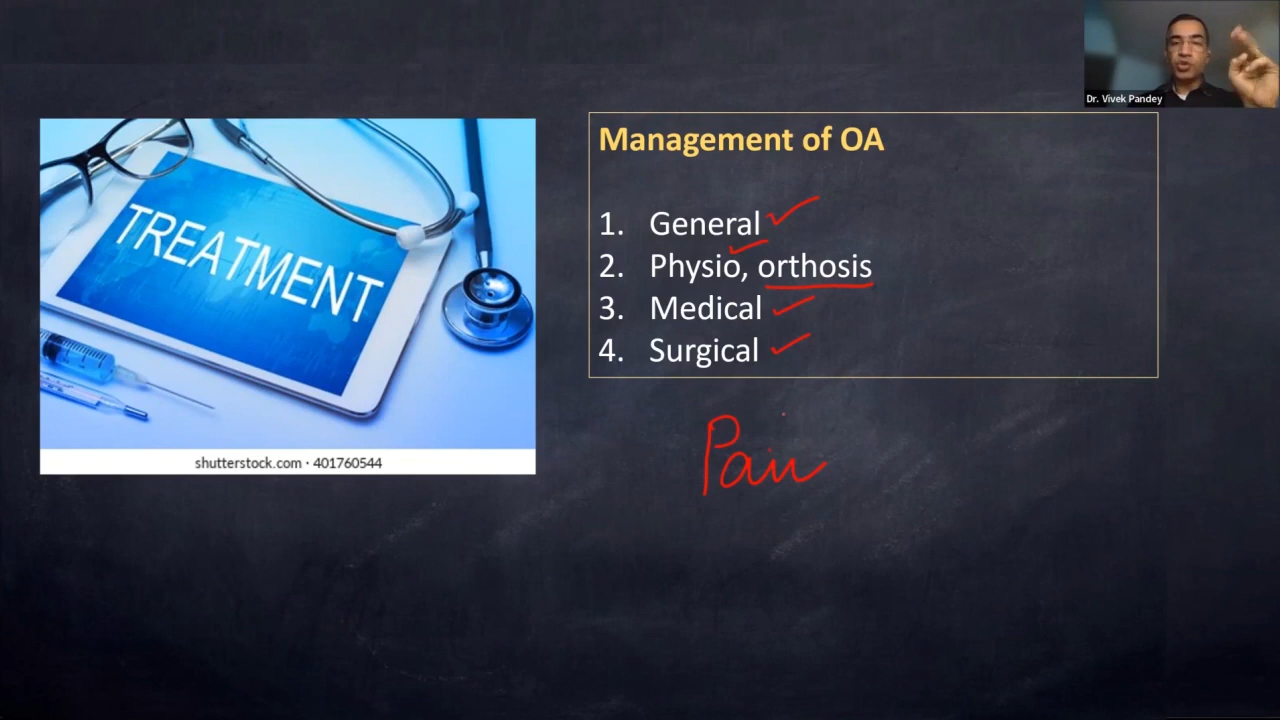 Dr. Vivek Pandey
TREATMENT
shutterstock.com · 401760544
Management of OA
1. General
2. Physio, orthosis
3. Medical
4. Surgical
Pain